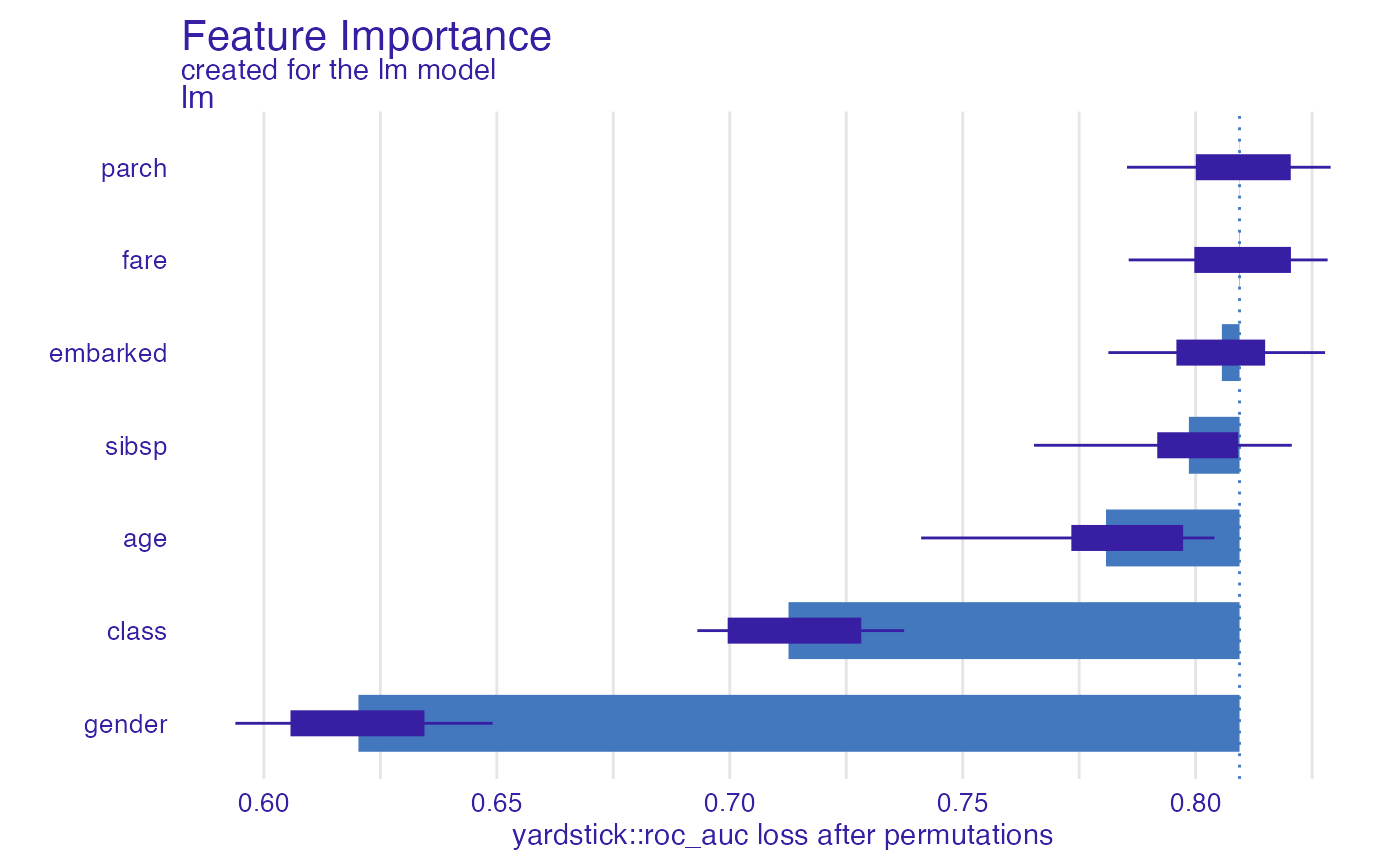 Feature Importance
created for the lm model
lm
parch
fare
embarked
sibsp
age
class
gender
0.60 0.65 0.70 0.75 0.80
yardstick::roc_auc loss after permutations